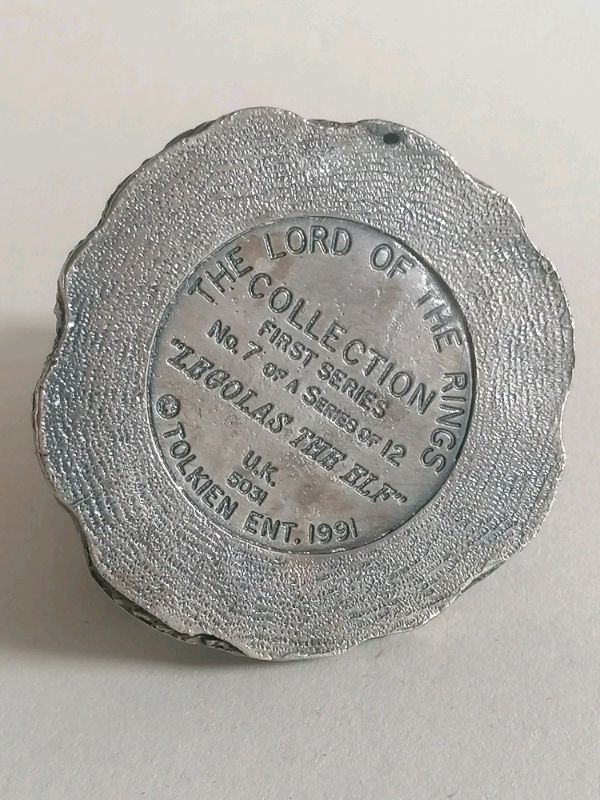 THE LORD OF THE RINGS
COLLECTION
FIRST SERIES
No. 7 OF A SERIES OF 12
"LEGOLAS THE ELF"
U.K.
5031
© TOLKIEN ENT. 1991